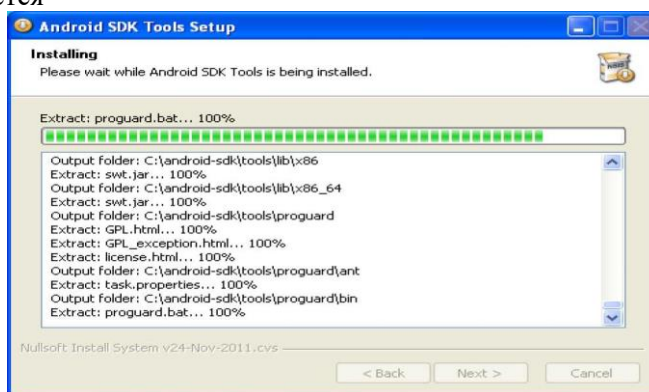 ется
Android SDK Tools Setup
Installing
Please wait while Android SDK Tools is being installed.
Extract: proguard.bat... 100%
Output folder: C:\android-sdk\tools\lib\x86
Extract: swt.jar... 100%
Output folder: C:\android-sdk\tools\lib\x86_64
Extract: swt.jar... 100%
Output folder: C:\android-sdk\tools\proguard
Extract: GPL.html... 100%
Extract: GPL_exception.html... 100%
Extract: license.html... 100%
Output folder: C:\android-sdk\tools\proguard\ant
Extract: task.properties... 100%
Output folder: C:\android-sdk\tools\proguard\bin
Extract: proguard.bat... 100%
Nullsoft Install System v24-Nov-2011.cvs
< Back Next > Cancel